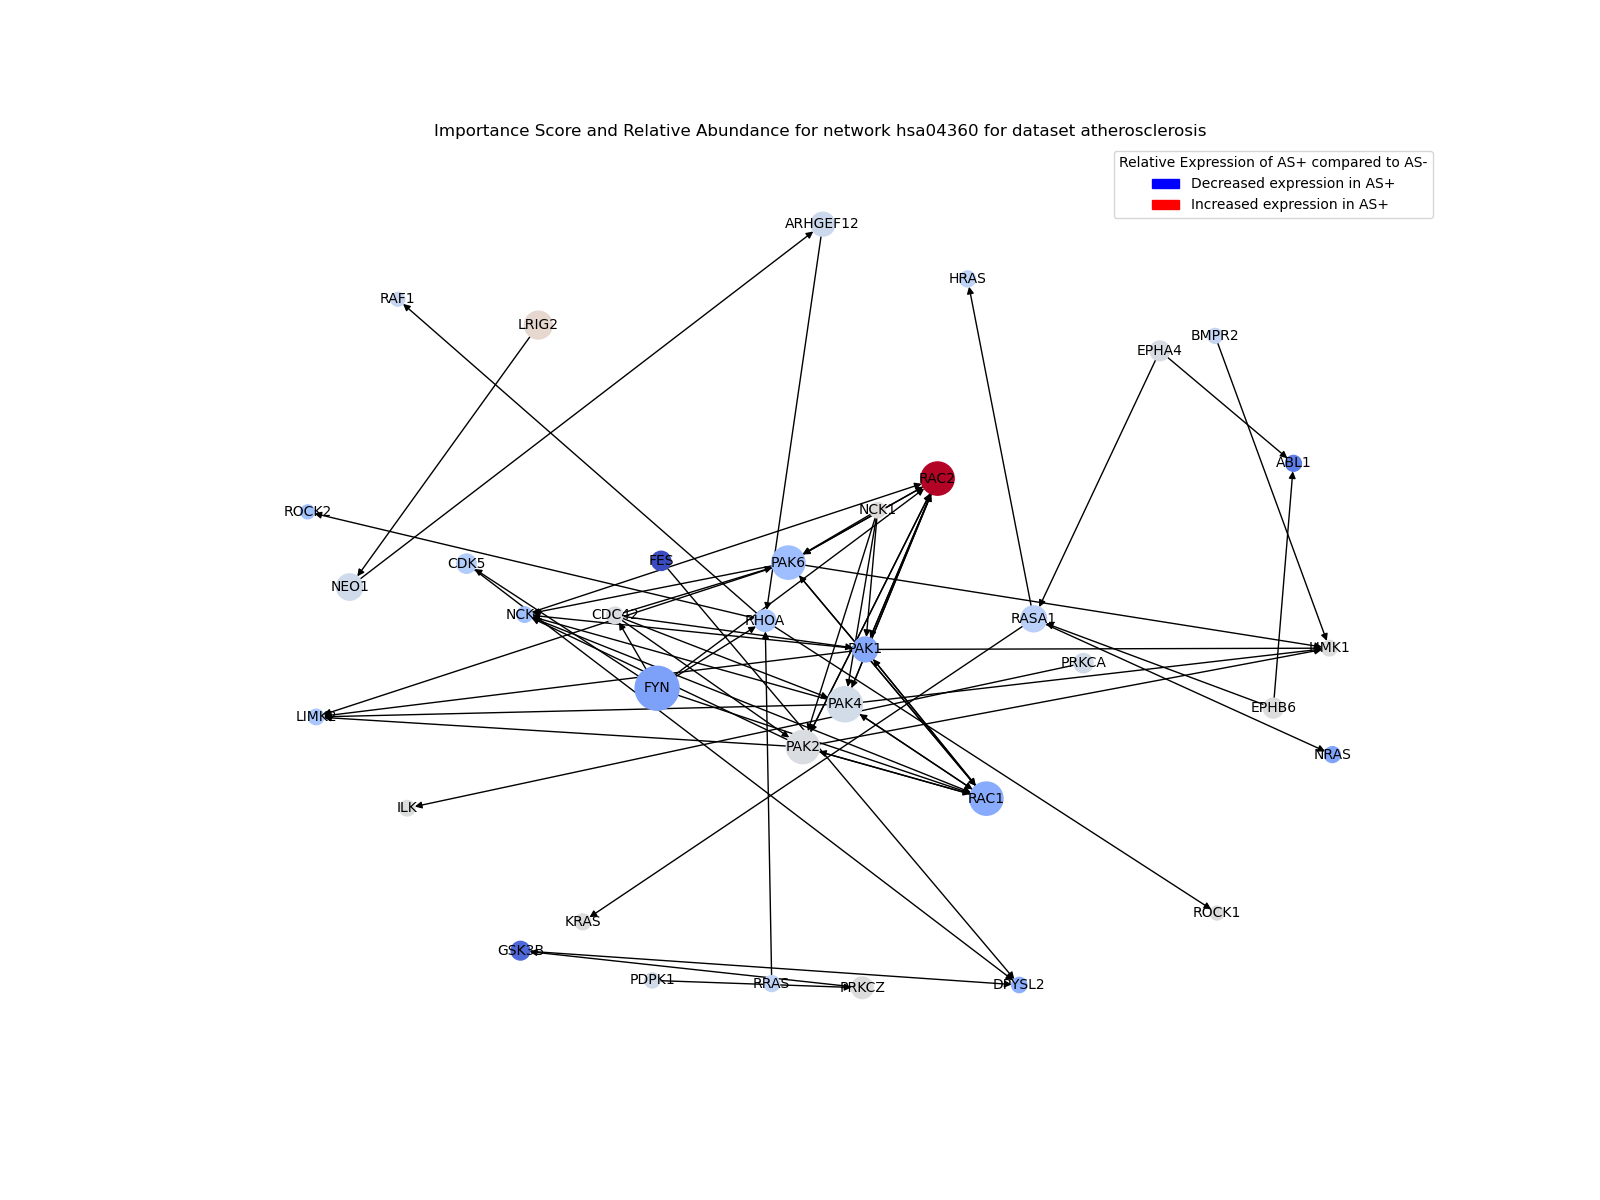 Importance Score and Relative Abundance for network hsa04360 for dataset atherosclerosis
Relative Expression of AS+ compared to AS-
Decreased expression in AS+
Increased expression in AS+
ARHGEF12
HRAS
RAF1
LRIG2
BMPR2
EPHA4
ABL1
RAC2
NCK1
ROCK2
FES
PAK6
CDK5
NEO1
CDC42
RHOA
RASA1
PAK1
PRKCA
FYN
PAK4
EPHB6
PAK2
NRAS
RAC1
ILK
ROCK1
KRAS
GSK3B
PDPK1
RRAS
PRKCZ
DPYSL2